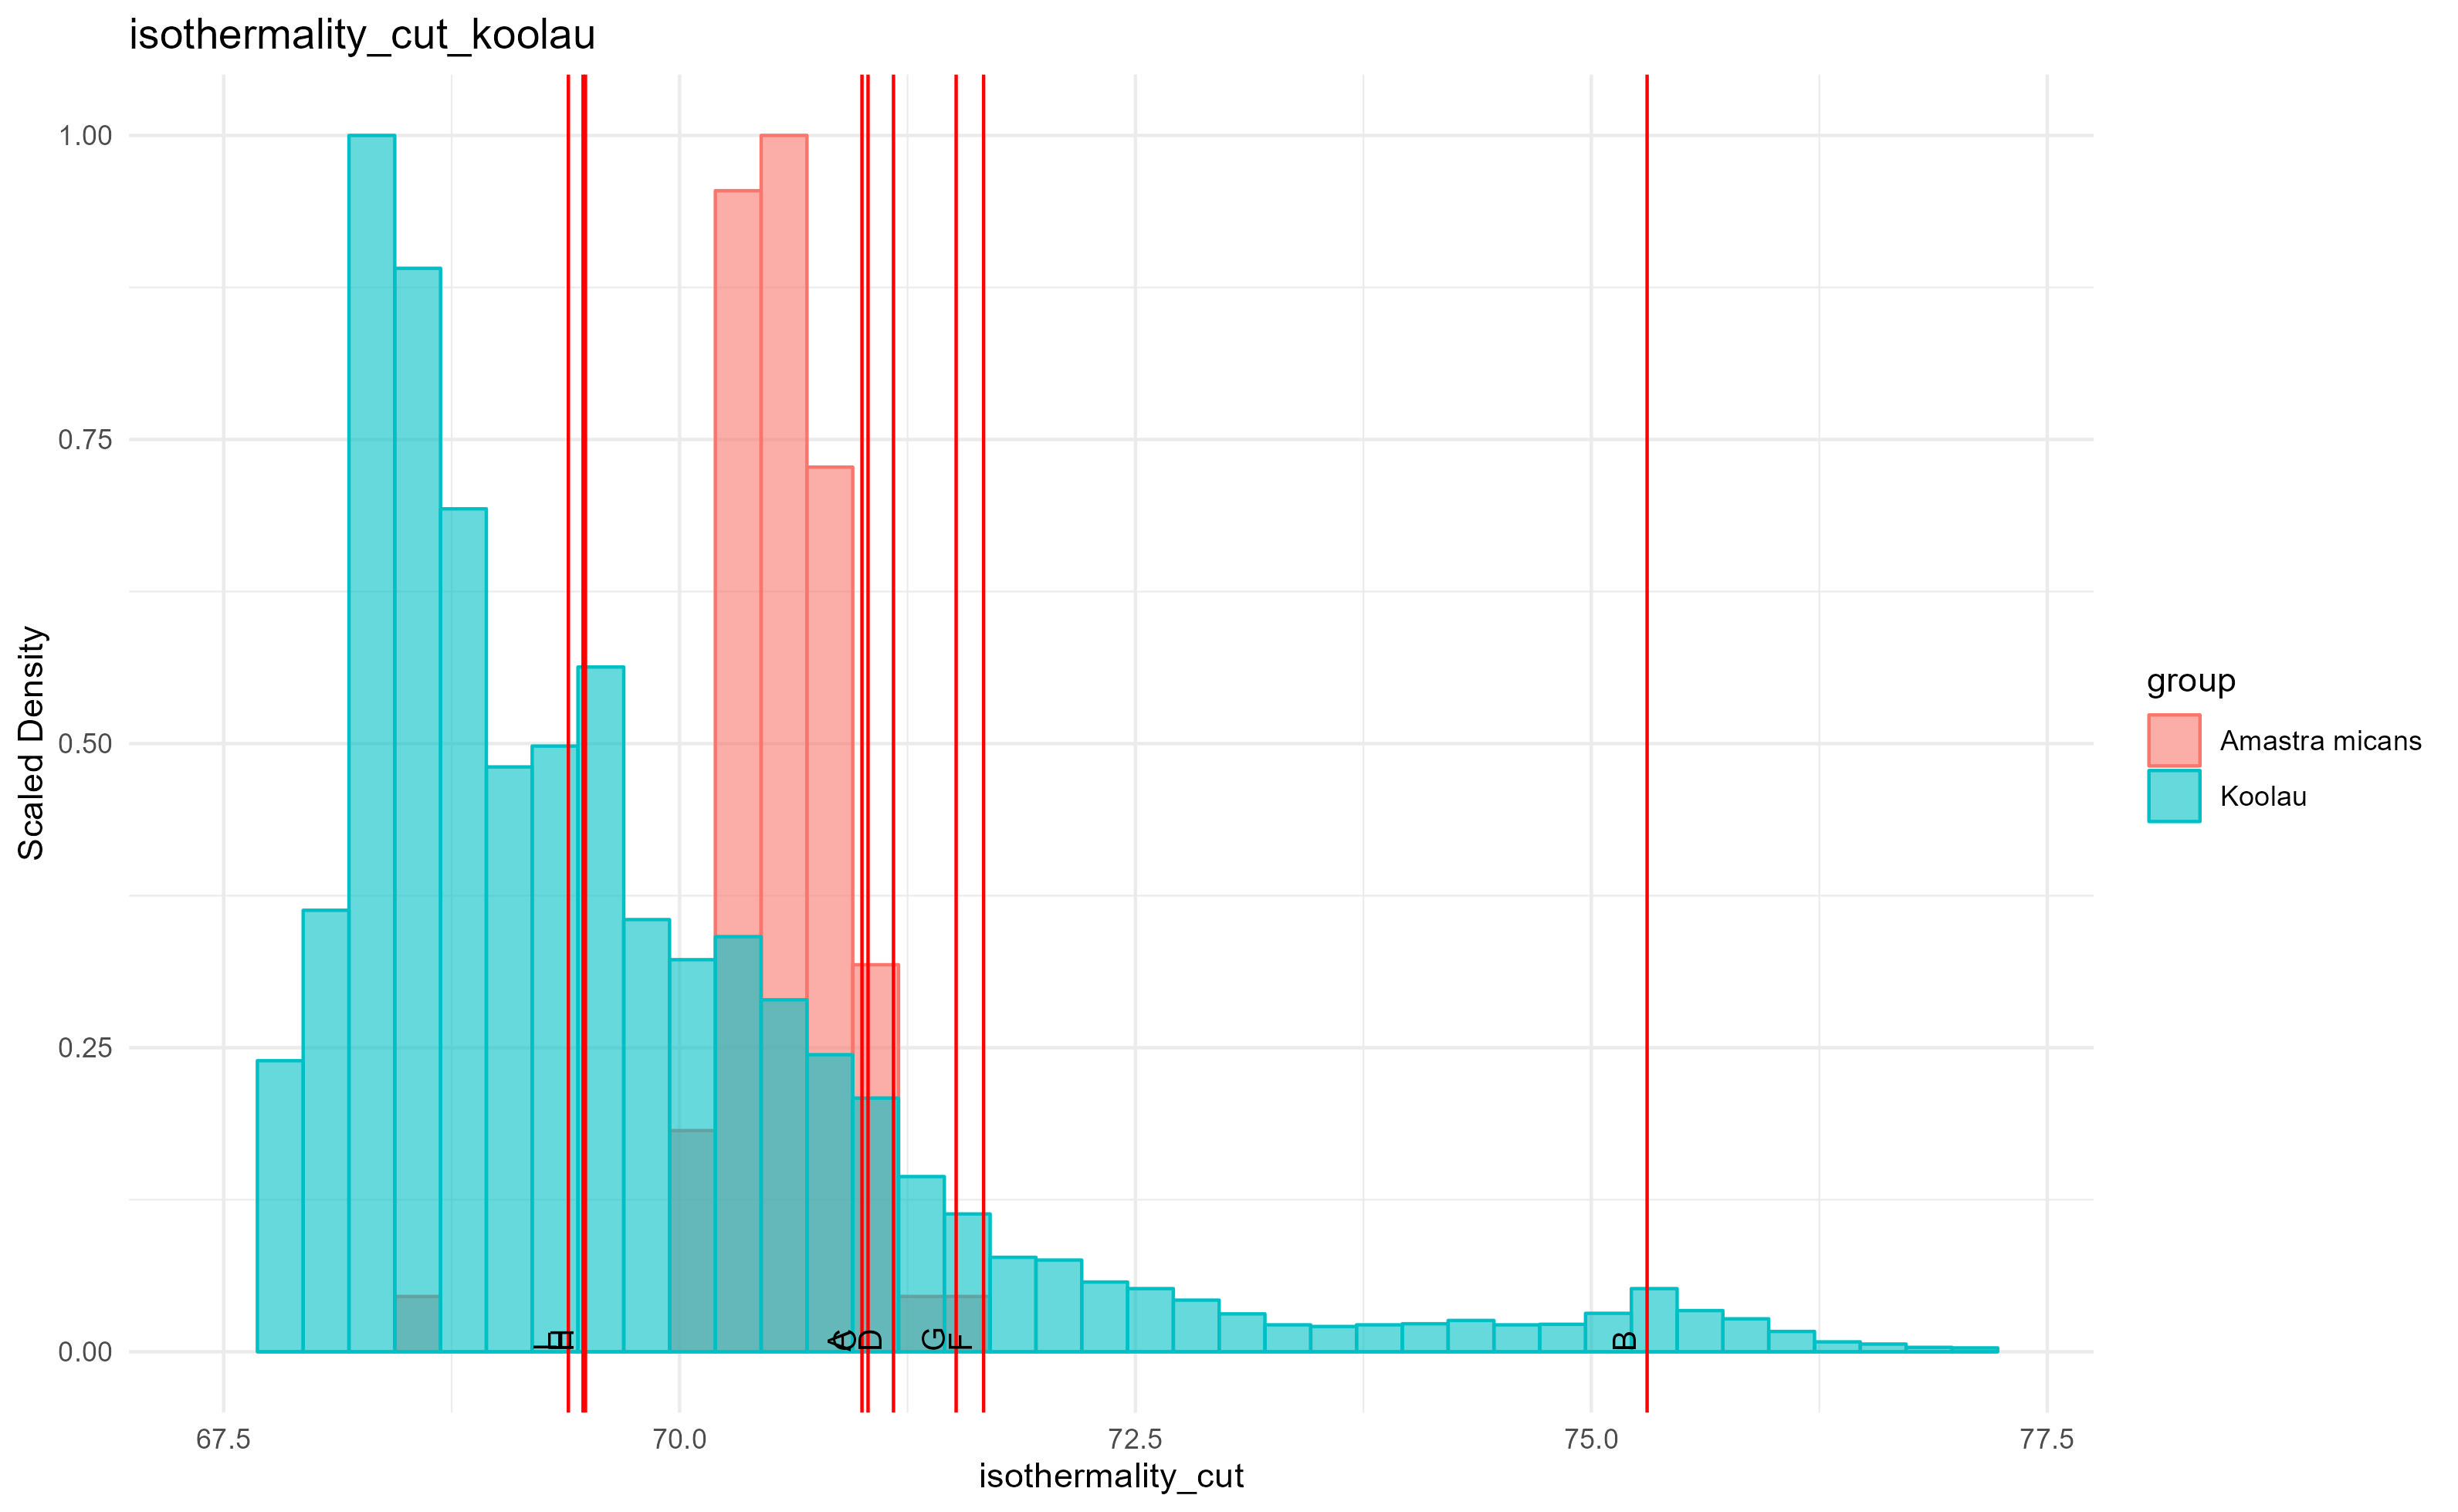 isothermality_cut_koolau
Scaled Density
1.00
0.75
0.50
0.25
0.00
D
G
F
B
67.5
70.0
72.5
75.0
77.5
isothermality_cut
group
Amastra micans
Koolau